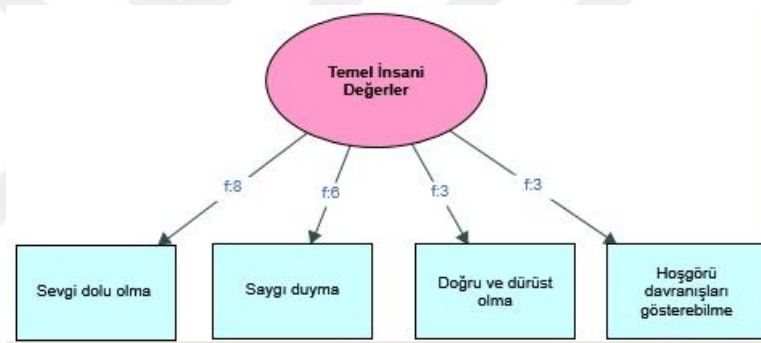 Temel İnsani
Değerler
f:8
f:6
f:3
f:3
Sevgi dolu olma
Saygı duyma
Doğru ve dürüst
olma
Hoşgörü
davranışları
gösterebilme